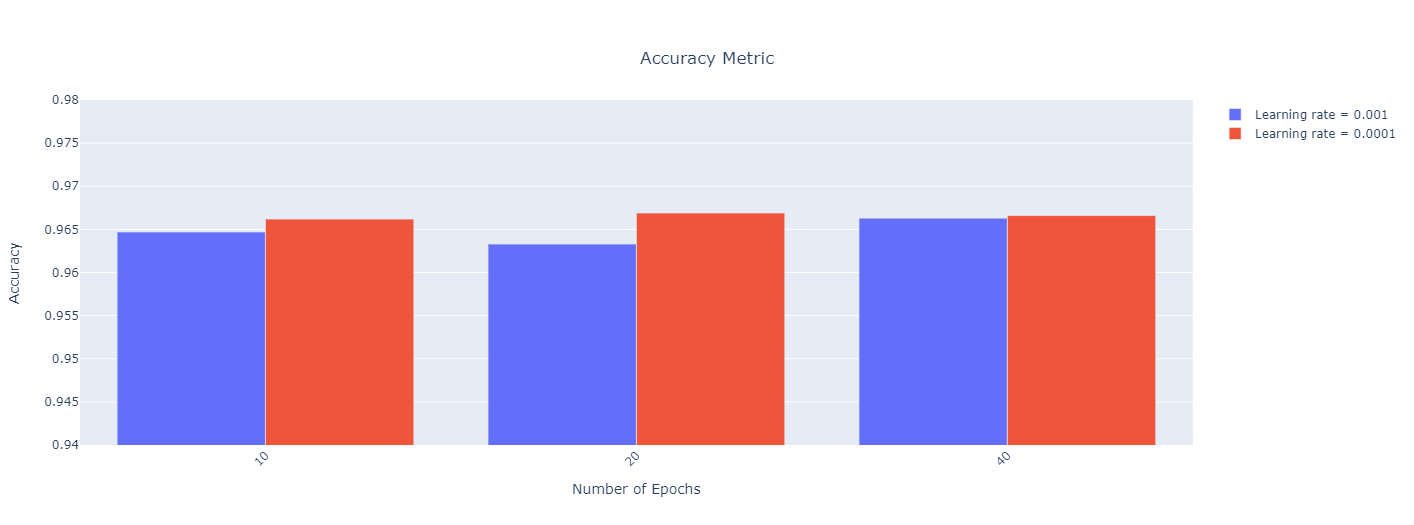 Accuracy Metric
Learning rate = 0.001
Learning rate = 0.0001
0.98
0.975
0.97
0.965
0.96
0.955
0.95
0.945
0.94
Accuracy
10
20
40
Number of Epochs